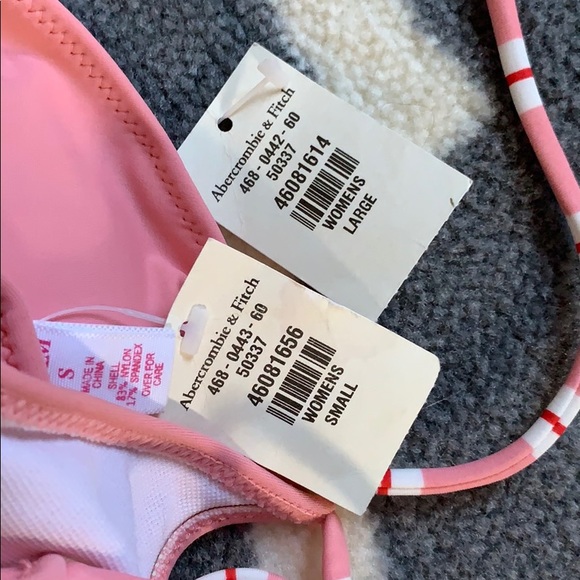 Abercrombie & Fitch
468-0442-60
50337
46081614
WOMENS
LARGE
Abercrombie & Fitch
468-0443-60
50337
46081656
WOMENS
SMALL
S
MADE IN
CHINA
SHELL
83% NYLON
17% SPANDEX
OVER FOR
CARE